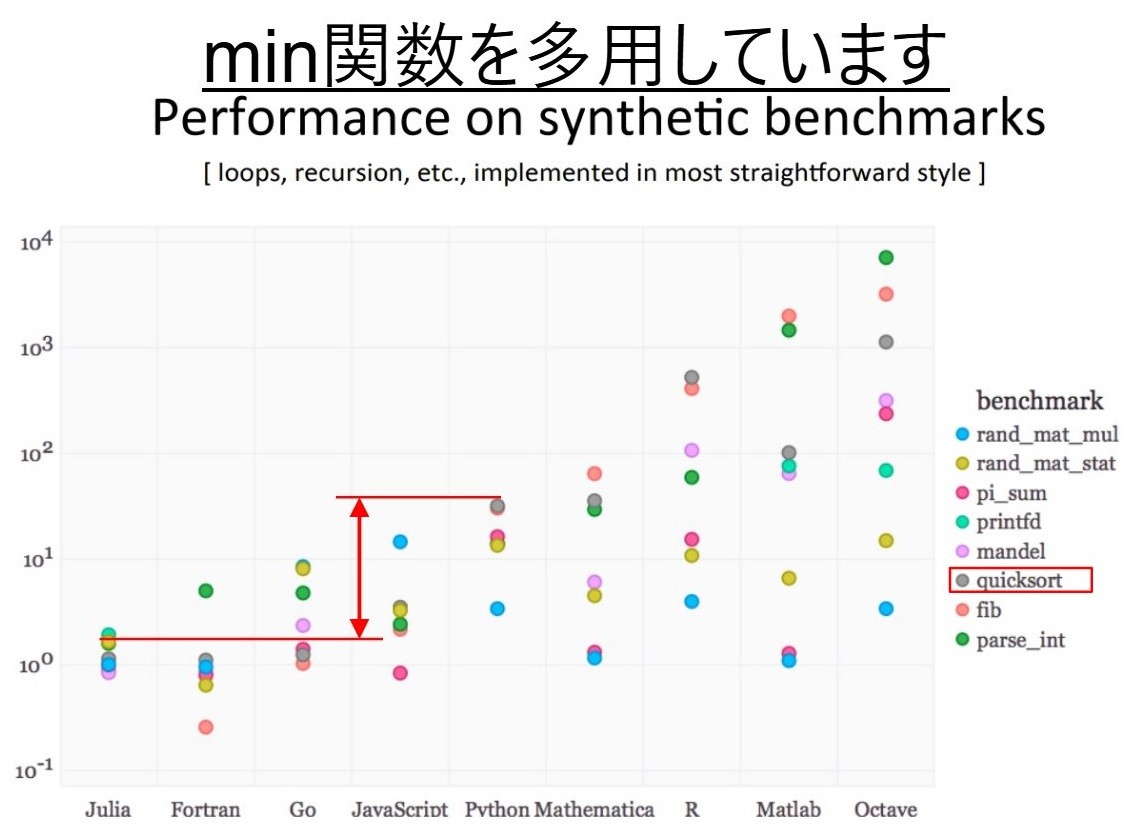 min関数を多用しています
Performance on synthetic benchmarks
[ loops, recursion, etc., implemented in most straightforward style ]
10^4
10^3
10^2
10^1
10^0
10^-1
benchmark
rand_mat_mul
rand_mat_stat
pi_sum
printfd
mandel
quicksort
fib
parse_int
Julia Fortran Go JavaScript Python Mathematica R Matlab Octave